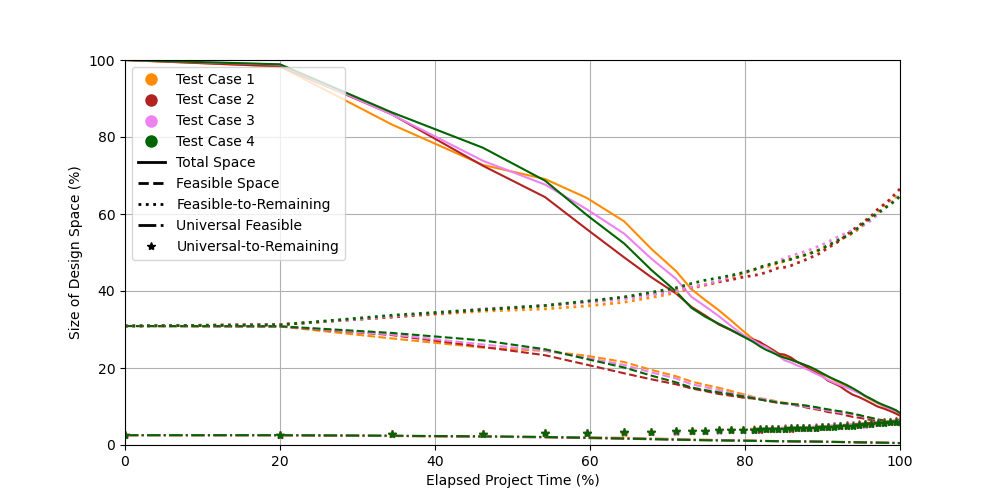 100
80
60
40
20
0
Size of Design Space (%)
Test Case 1
Test Case 2
Test Case 3
Test Case 4
Total Space
Feasible Space
Feasible-to-Remaining
Universal Feasible
Universal-to-Remaining
0 20 40 60 80 100
Elapsed Project Time (%)